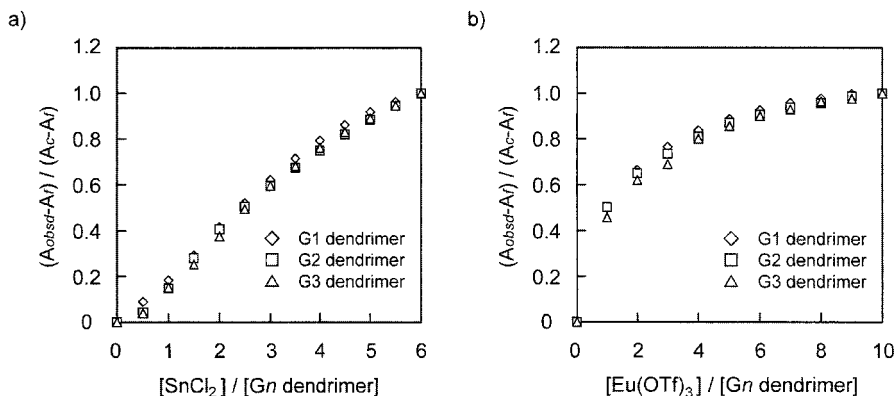 a)
1.2
1.0
0.8
0.6
0.4
0.2
0
(Aobsd-Af) / (Ac-Af)
G1 dendrimer
G2 dendrimer
G3 dendrimer
0 1 2 3 4 5 6
[SnCl2] / [Gn dendrimer]
b)
1.2
1.0
0.8
0.6
0.4
0.2
0
(Aobsd-Af) / (Ac-Af)
G1 dendrimer
G2 dendrimer
G3 dendrimer
0 2 4 6 8 10
[Eu(OTf)3] / [Gn dendrimer]